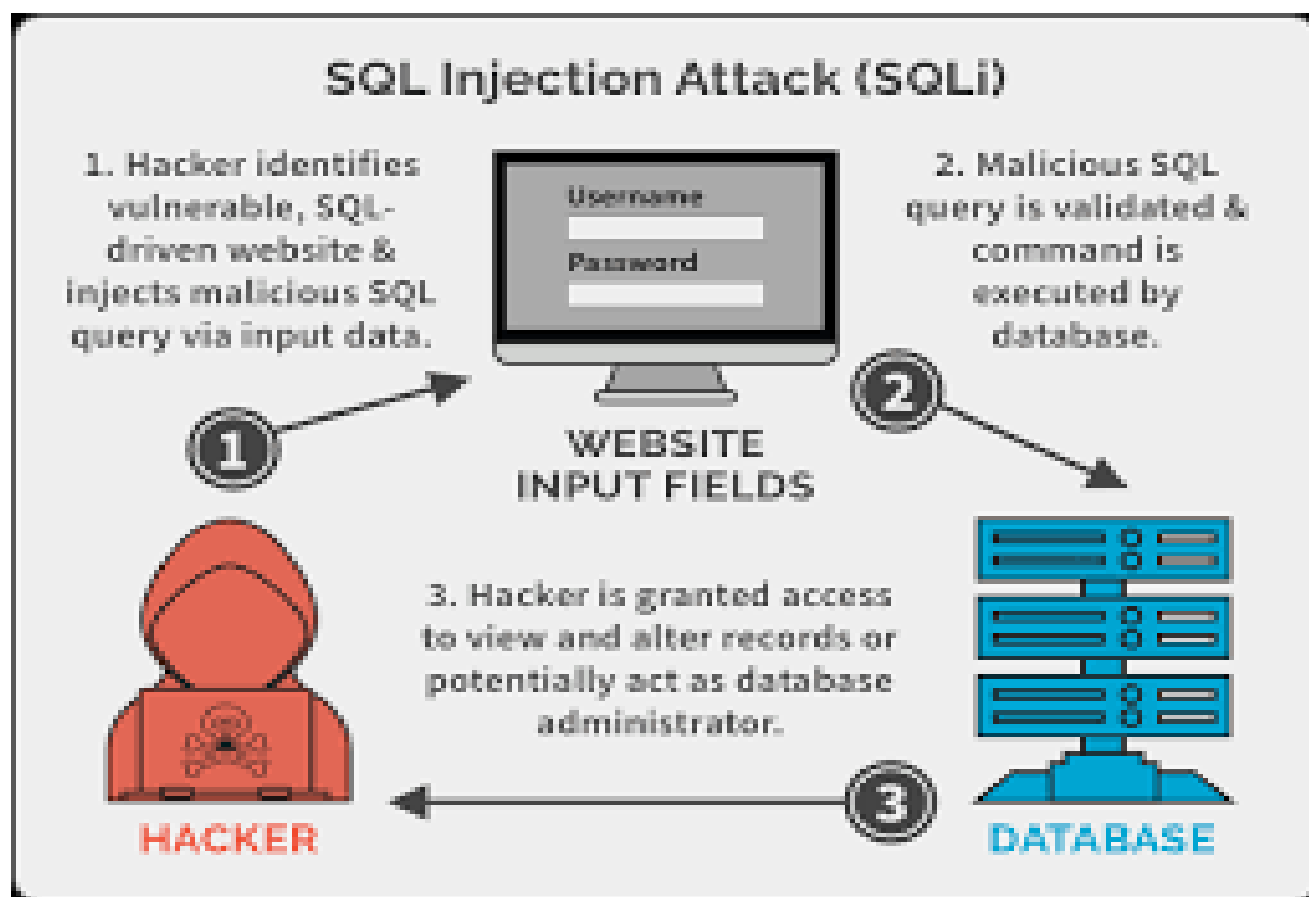 SQL Injection Attack (SQLi)
1. Hacker identifies
vulnerable, SQL-
driven website &
injects malicious SQL
query via input data.
Username
Password
2. Malicious SQL
query is validated &
command is
executed by
database.
1
2
WEBSITE
INPUT FIELDS
3. Hacker is granted access
to view and alter records or
potentially act as database
administrator.
3
HACKER
DATABASE